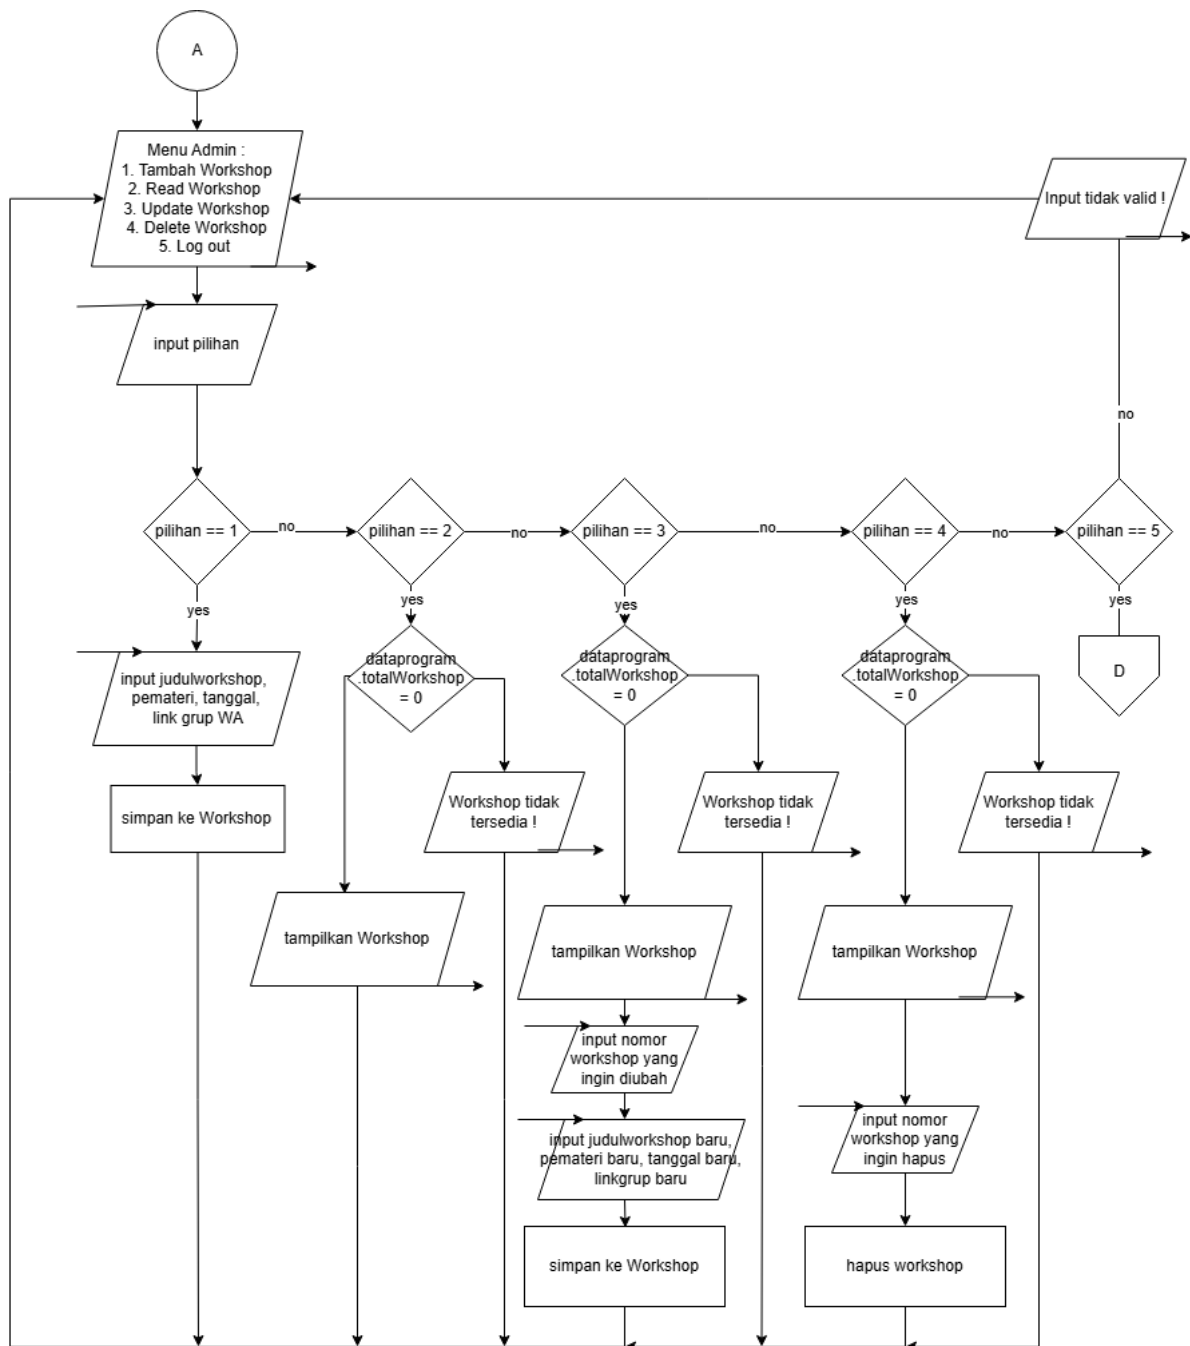 A
Menu Admin :
1. Tambah Workshop
2. Read Workshop
3. Update Workshop
4. Delete Workshop
5. Log out
Input tidak valid !
input pilihan
no
pilihan == 1
no
pilihan == 2
no
pilihan == 3
no
pilihan == 4
no
pilihan == 5
yes
yes
yes
yes
yes
input judulworkshop,
pemateri, tanggal,
link grup WA
dataprogram
.totalWorkshop
= 0
dataprogram
.totalWorkshop
= 0
dataprogram
.totalWorkshop
= 0
D
simpan ke Workshop
Workshop tidak
tersedia !
Workshop tidak
tersedia !
Workshop tidak
tersedia !
tampilkan Workshop
tampilkan Workshop
tampilkan Workshop
input nomor
workshop yang
ingin diubah
input judulworkshop baru,
pemateri baru, tanggal baru,
linkgrup baru
input nomor
workshop yang
ingin hapus
simpan ke Workshop
hapus workshop